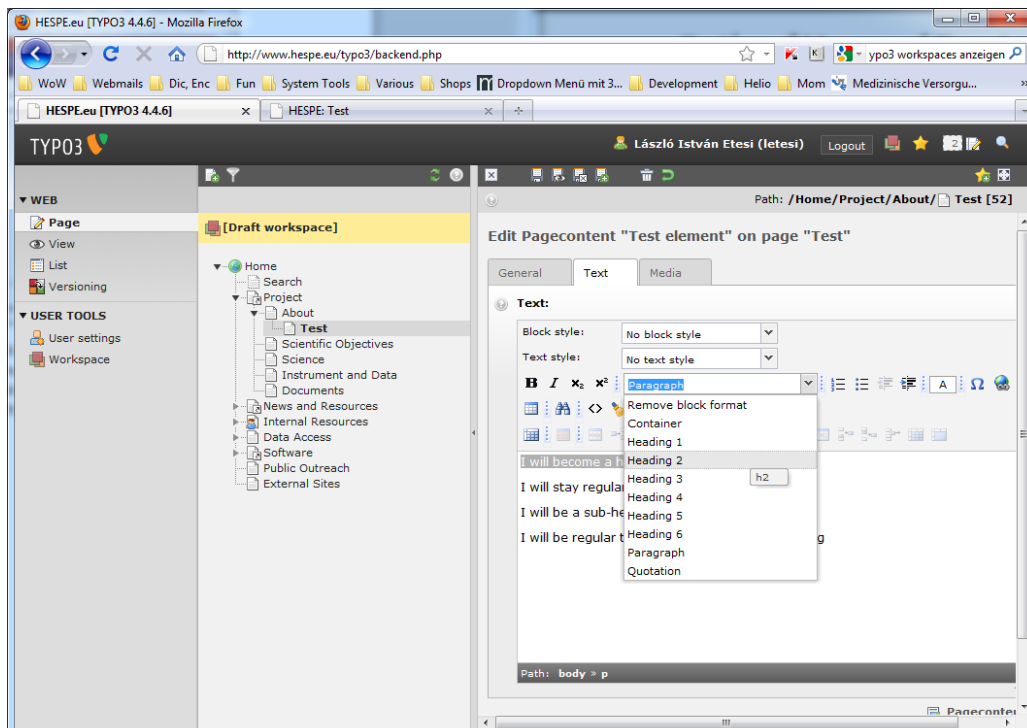 HESPE.eu [TYPO3 4.4.6] - Mozilla Firefox
http://www.hespe.eu/typo3/backend.php
ypo3 workspaces anzeigen
WoW Webmails Dic, Enc Fun System Tools Various Shops Dropdown Menü mit 3... Development Helio Mom Medizinische Versorgu... »
HESPE.eu [TYPO3 4.4.6] × HESPE: Test ×
TYPO3
László István Etesi (letesi) Logout 2
WEB
Page
View
List
Versioning
USER TOOLS
User settings
Workspace
[Draft workspace]
Home
Search
Project
About
Test
Scientific Objectives
Science
Instrument and Data
Documents
News and Resources
Internal Resources
Data Access
Software
Public Outreach
External Sites
Path: /Home/Project/About/ Test [52]
Edit Pagecontent "Test element" on page "Test"
General Text Media
Text:
Block style: No block style
Text style: No text style
B I x₂ x² Paragraph A Ω
Remove block format
Container
Heading 1
Heading 2
Heading 3
h2
Heading 4
Heading 5
Heading 6
Paragraph
Quotation
I will become a h
I will stay regula
I will be a sub-he
I will be regular t g
Path: body » p
Pageconte